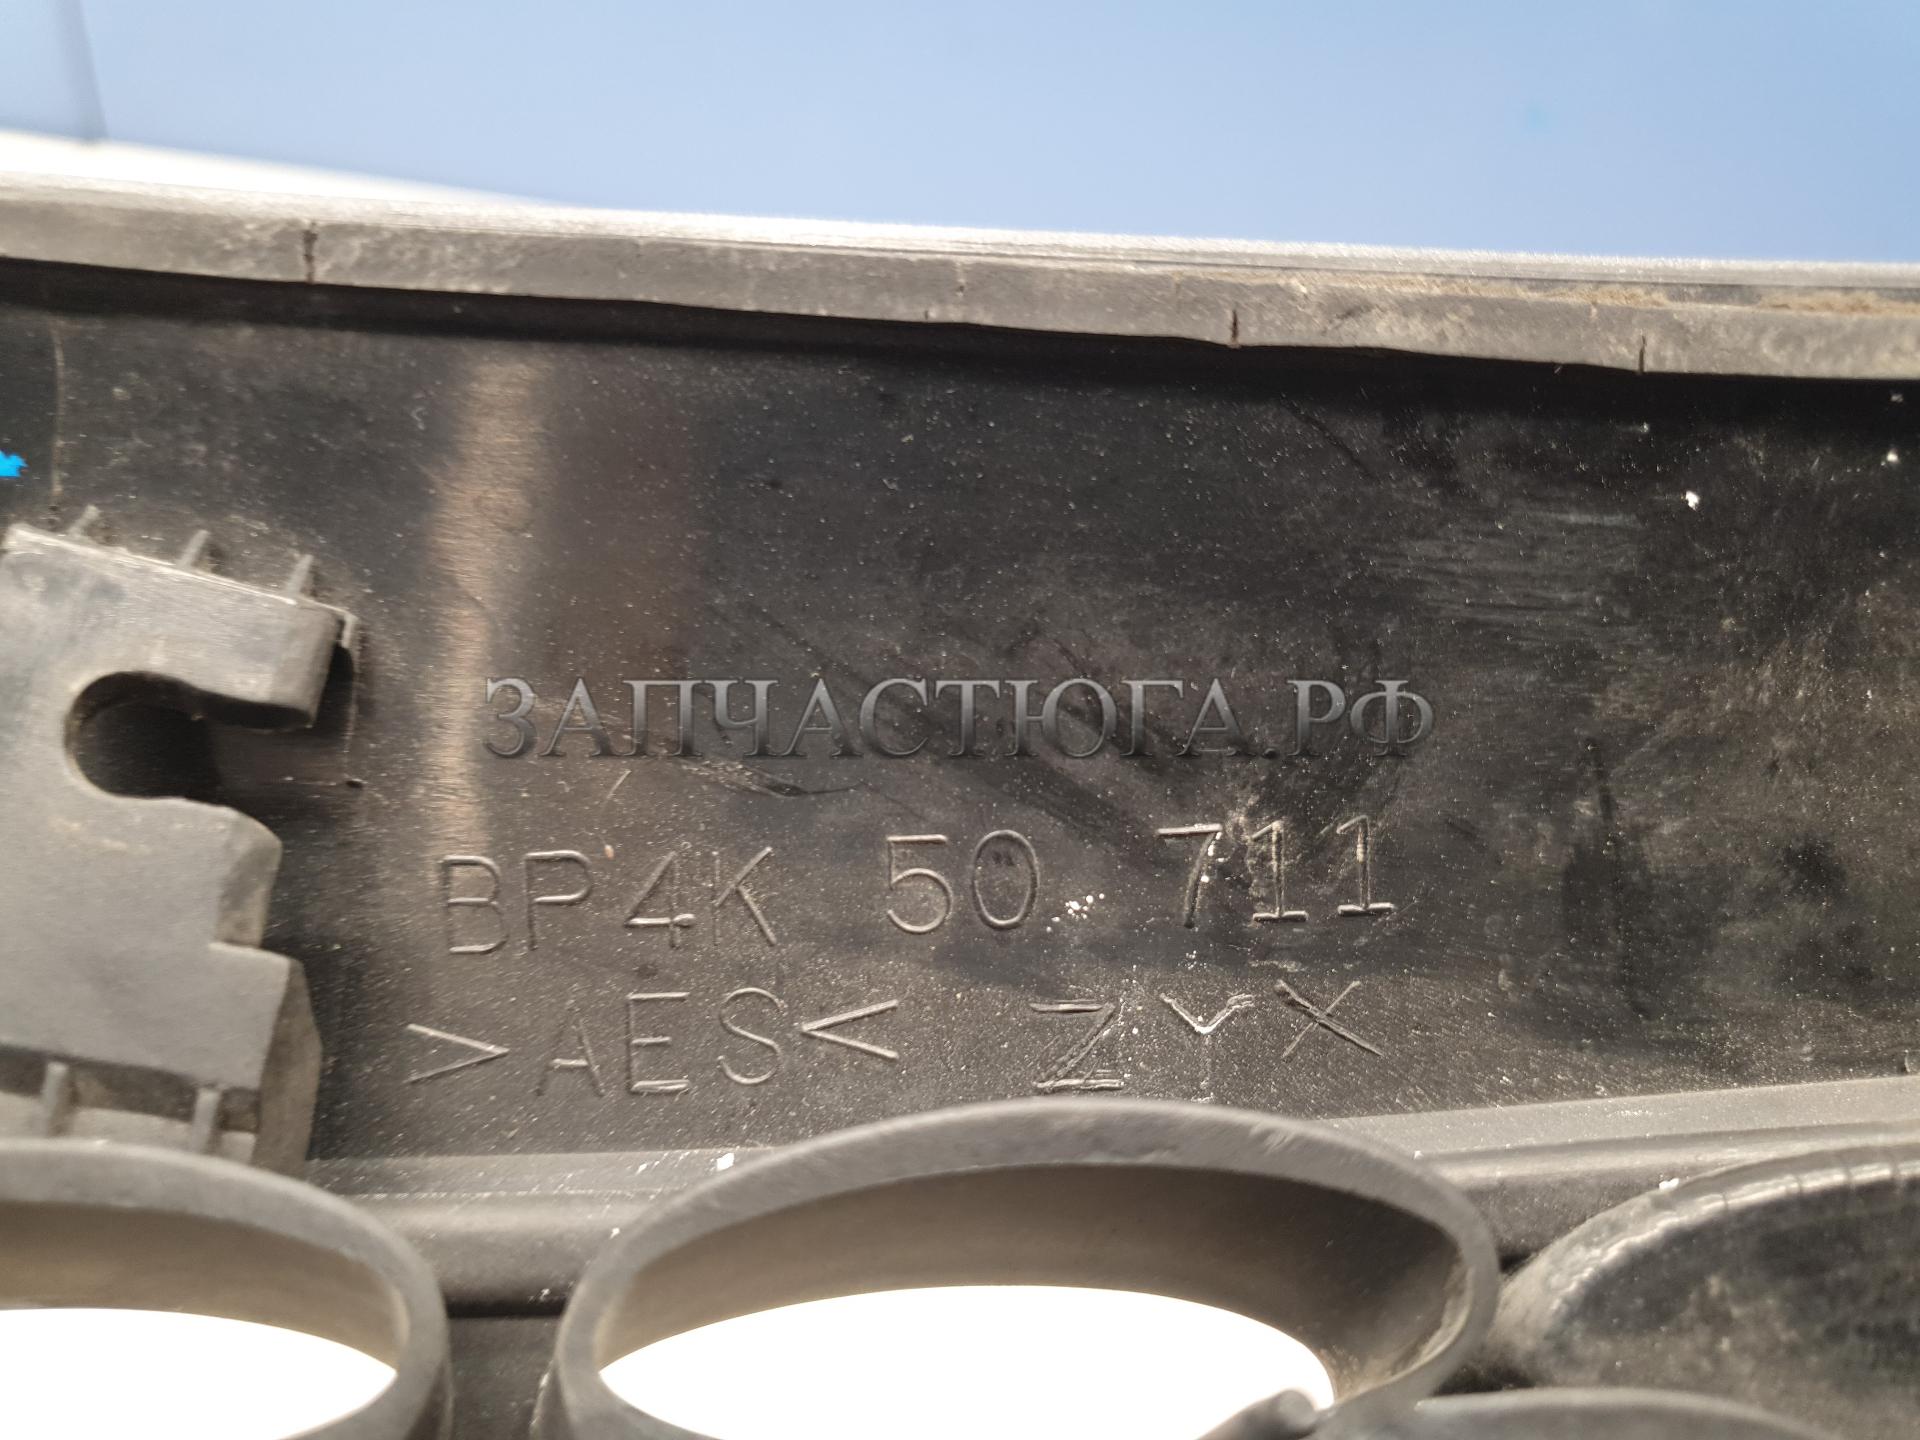 ЗАПЧАСТЮГА.РФ
BP4K 50 711
>AES< ZYX